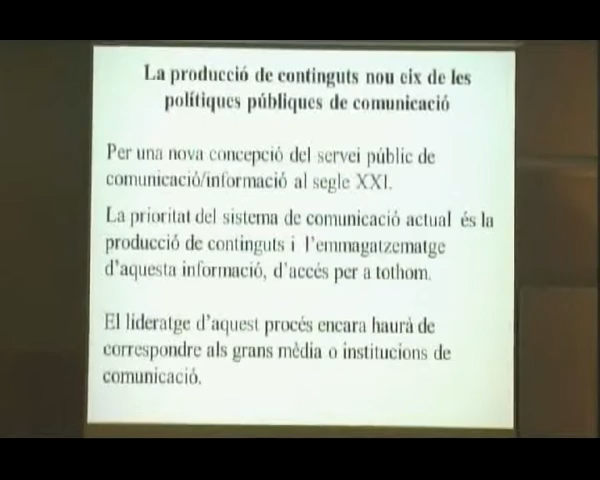 La producció de continguts nou eix de les
polítiques públiques de comunicació
Per una nova concepció del servei públic de
comunicació/informació al segle XXI.
La prioritat del sistema de comunicació actual és la
producció de continguts i l'emmagatzematge
d'aquesta informació, d'accés per a tothom.
El lideratge d'aquest procés encara haurà de
correspondre als grans mèdia o institucions de
comunicació.